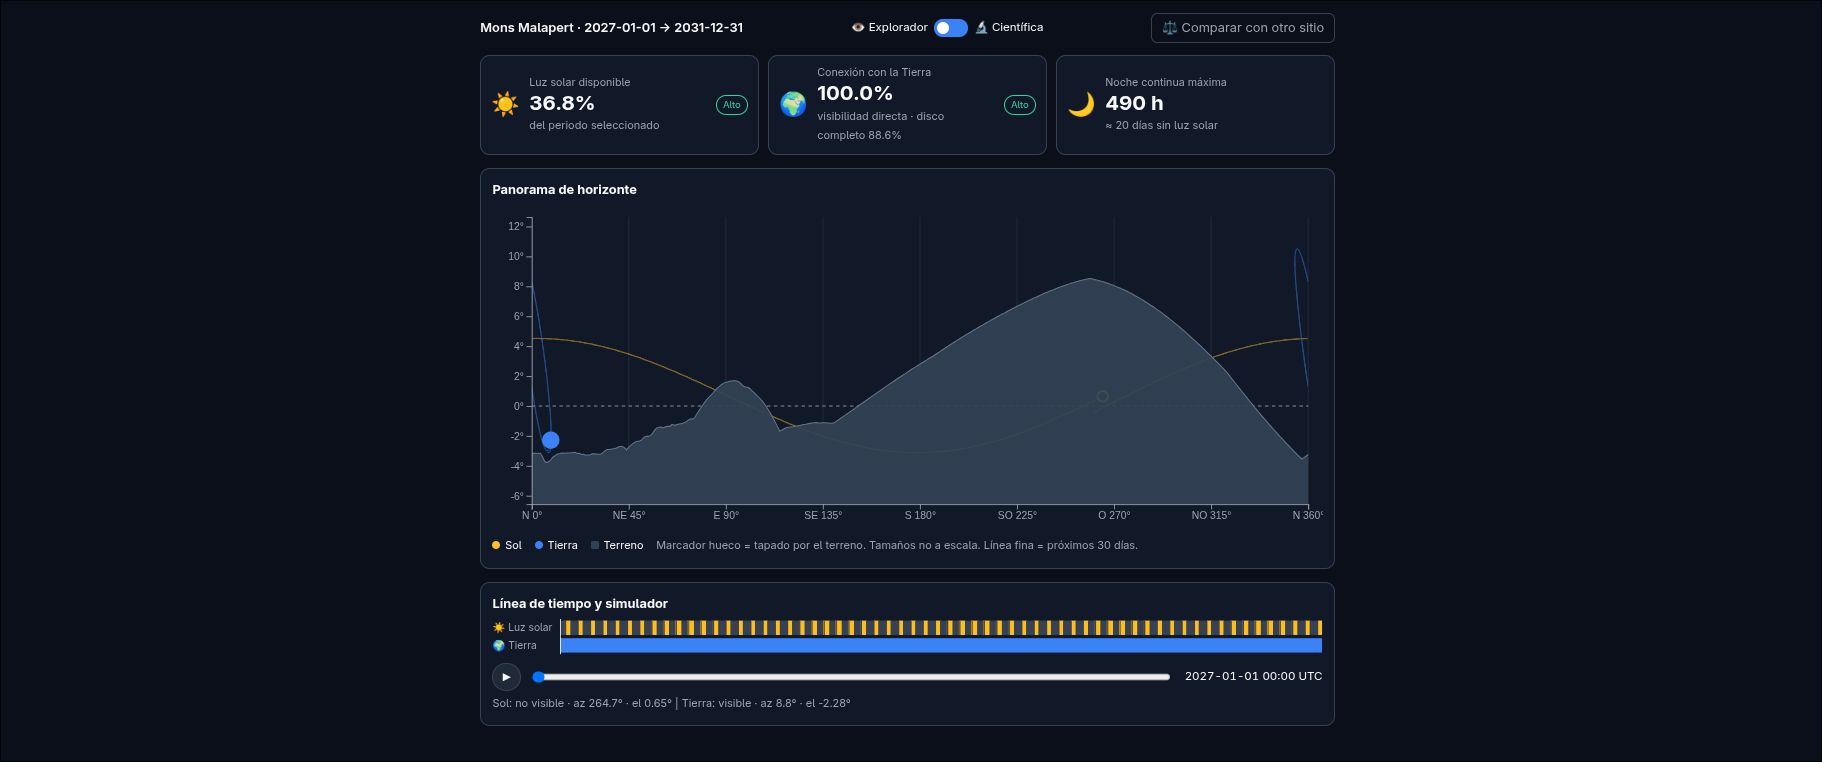 Mons Malapert · 2027-01-01 → 2031-12-31
Explorador
Científica
Comparar con otro sitio
Luz solar disponible
36.8%
del periodo seleccionado
Alto
Conexión con la Tierra
100.0%
visibilidad directa · disco
completo 88.6%
Alto
Noche continua máxima
490 h
≈ 20 días sin luz solar
Panorama de horizonte
12°
10°
8°
6°
4°
2°
0°
-2°
-4°
-6°
N 0° NE 45° E 90° SE 135° S 180° SO 225° O 270° NO 315° N 360°
Sol Tierra Terreno Marcador hueco = tapado por el terreno. Tamaños no a escala. Línea fina = próximos 30 días.
Línea de tiempo y simulador
Luz solar
Tierra
2027-01-01 00:00 UTC
Sol: no visible · az 264.7° · el 0.65° | Tierra: visible · az 8.8° · el -2.28°